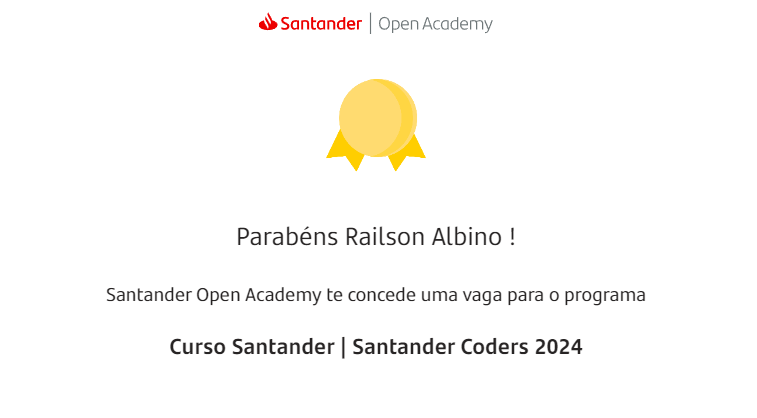 Santander | Open Academy
Parabéns Railson Albino !
Santander Open Academy te concede uma vaga para o programa
Curso Santander | Santander Coders 2024